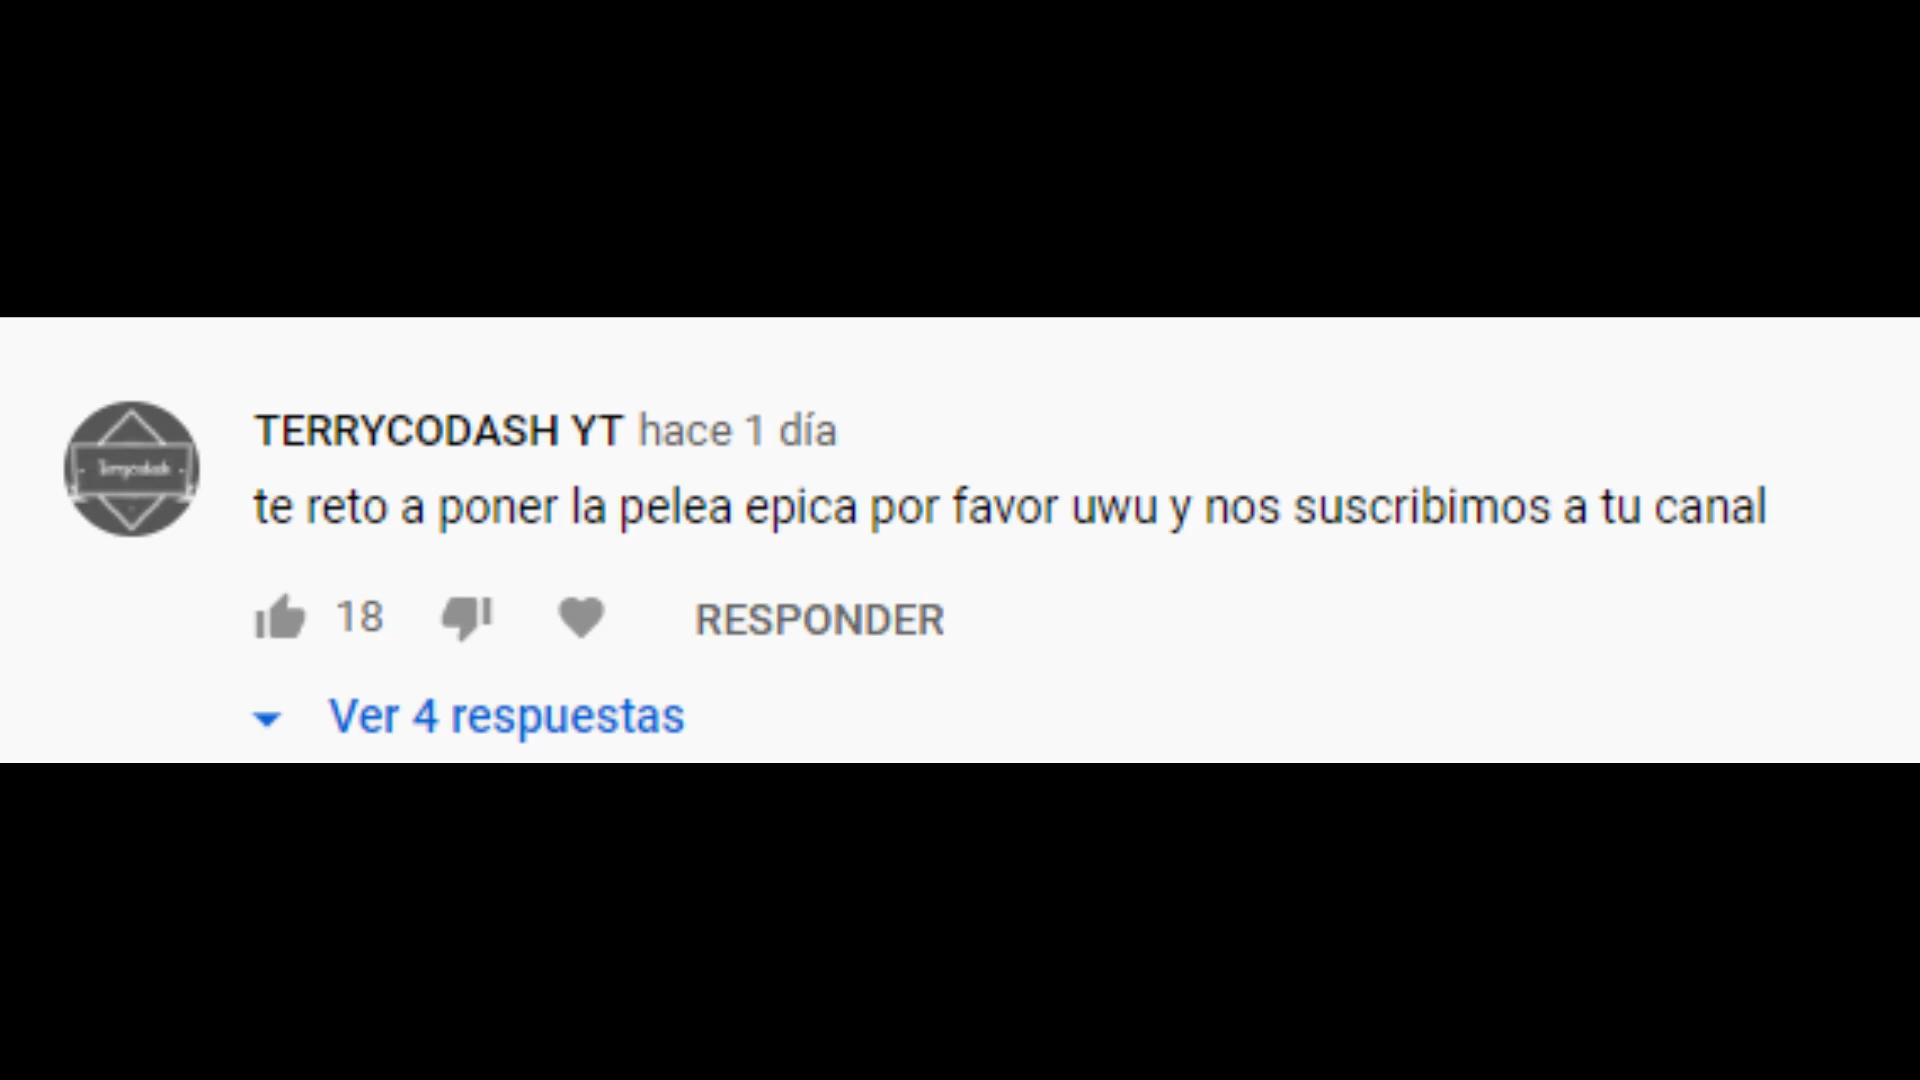 TERRYCODASH YT hace 1 día
Terrycodash
te reto a poner la pelea epica por favor uwu y nos suscribimos a tu canal
18 RESPONDER
Ver 4 respuestas